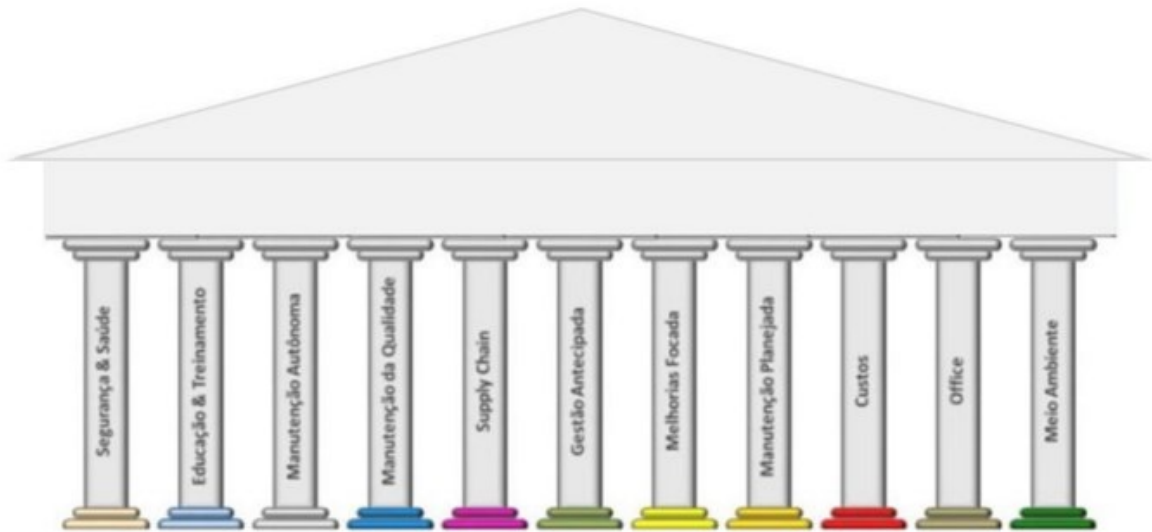 Segurança & Saúde
Educação & Treinamento
Manutenção Autônoma
Manutenção da Qualidade
Supply Chain
Gestão Antecipada
Melhorias Focada
Manutenção Planejada
Custos
Office
Meio Ambiente